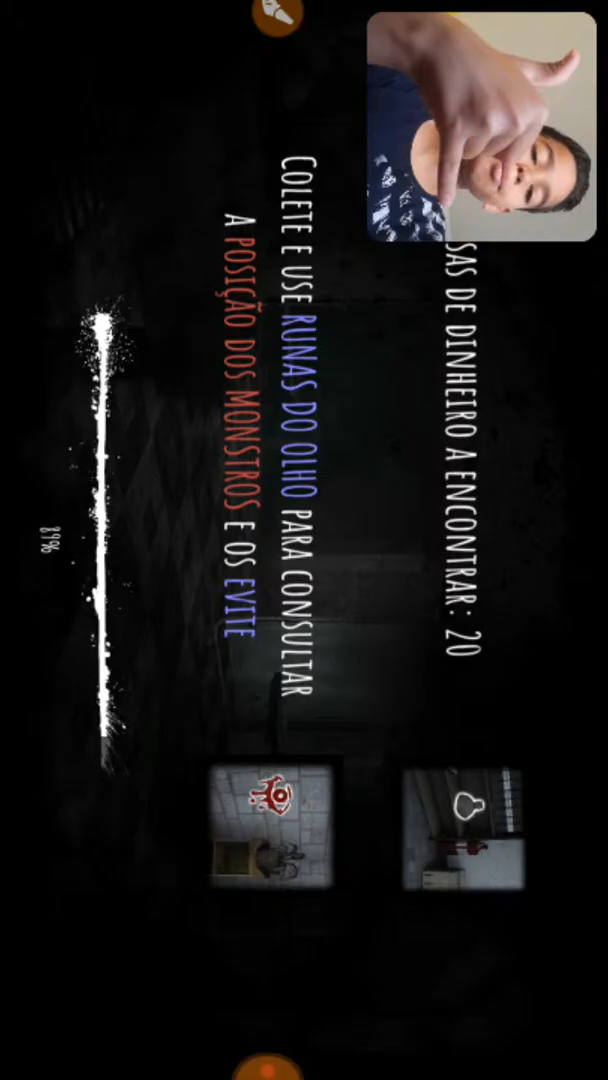 SAS DE DINHEIRO A ENCONTRAR: 20
COLETE E USE RUNAS DO OLHO PARA CONSULTAR
A POSIÇÃO DOS MONSTROS E OS EVITE
89%